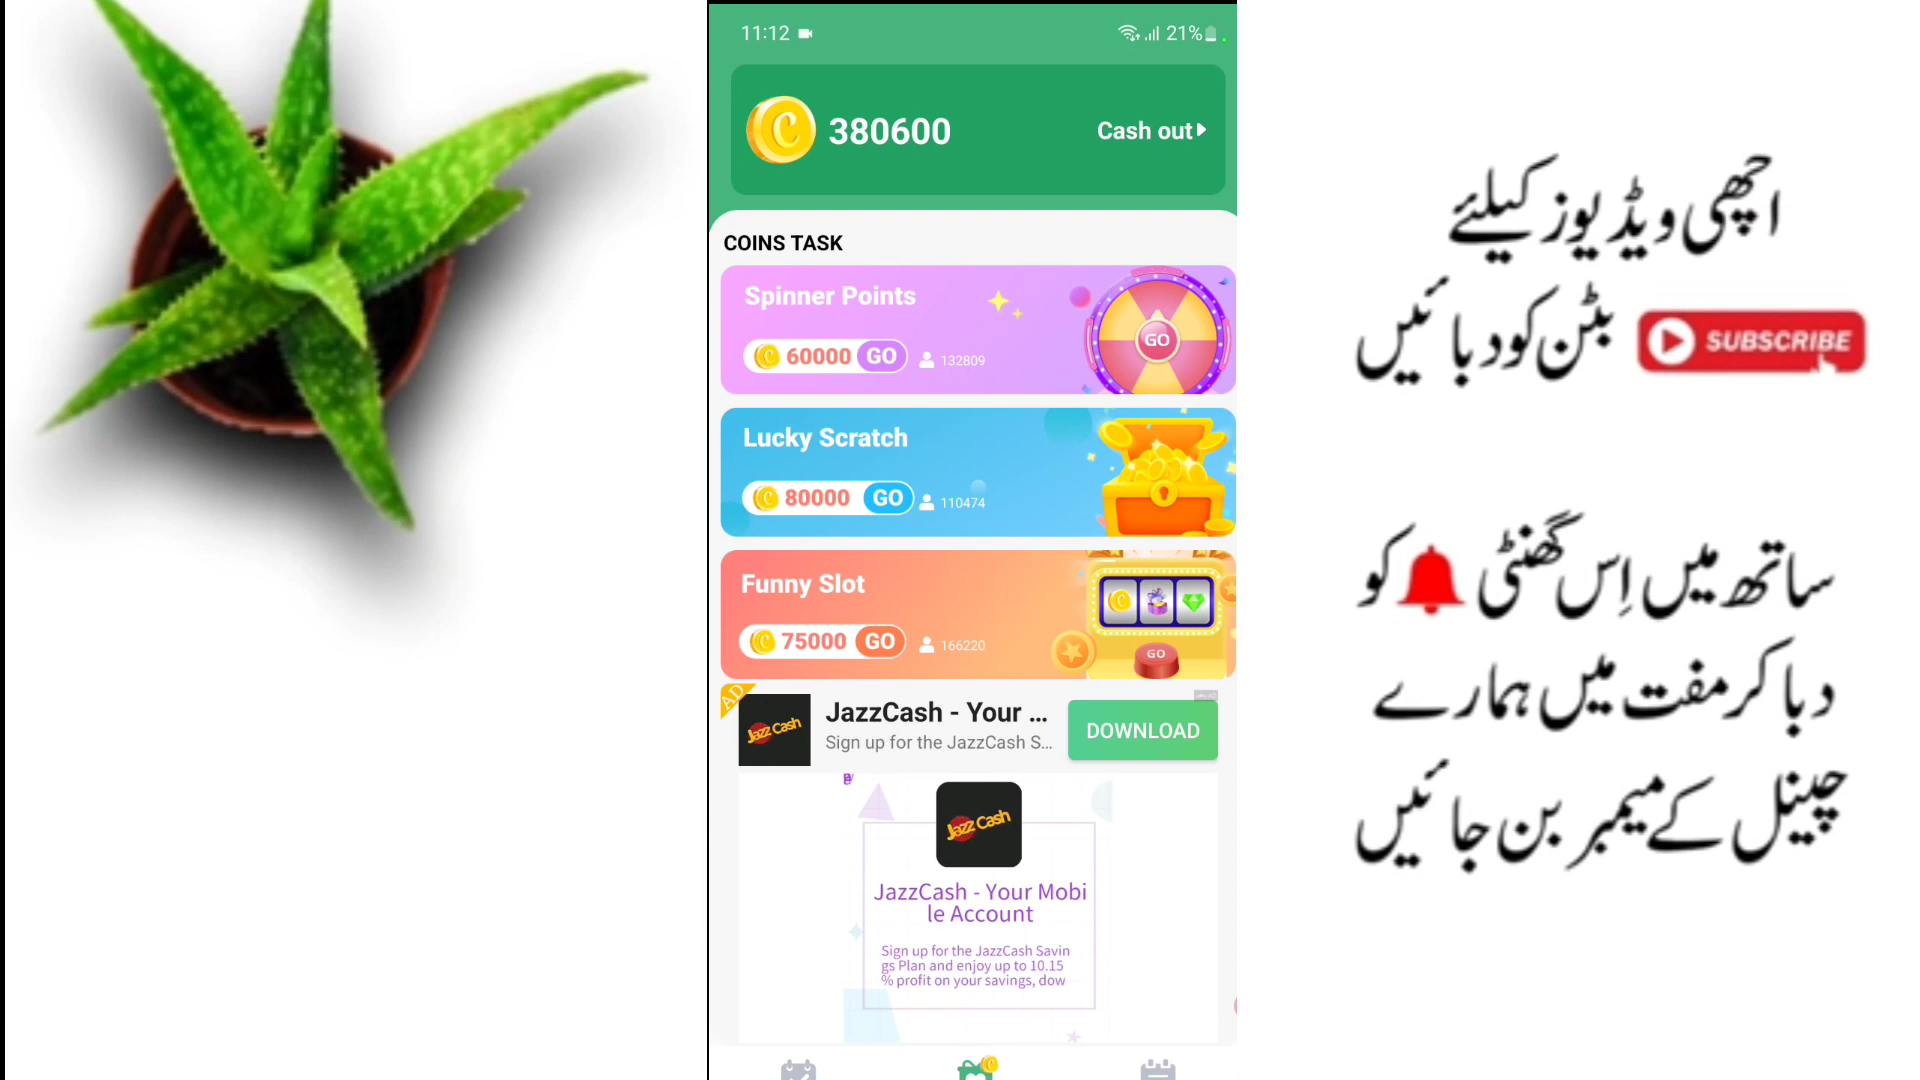 11:12
21%
380600
Cash out
COINS TASK
Spinner Points
60000 GO 132809
GO
Lucky Scratch
80000 GO 110474
Funny Slot
75000 GO 166220
GO
AD
Jazz Cash
JazzCash - Your ...
Sign up for the JazzCash S...
DOWNLOAD
Jazz Cash
JazzCash - Your Mobi
le Account
Sign up for the JazzCash Savin
gs Plan and enjoy up to 10.15
% profit on your savings, dow
اچھی ویڈیوز کیلئے
SUBSCRIBE بٹن کو دبائیں
ساتھ میں اِس گھنٹی کو
دبا کر مفت میں ہمارے
چینل کے میمبر بن جائیں